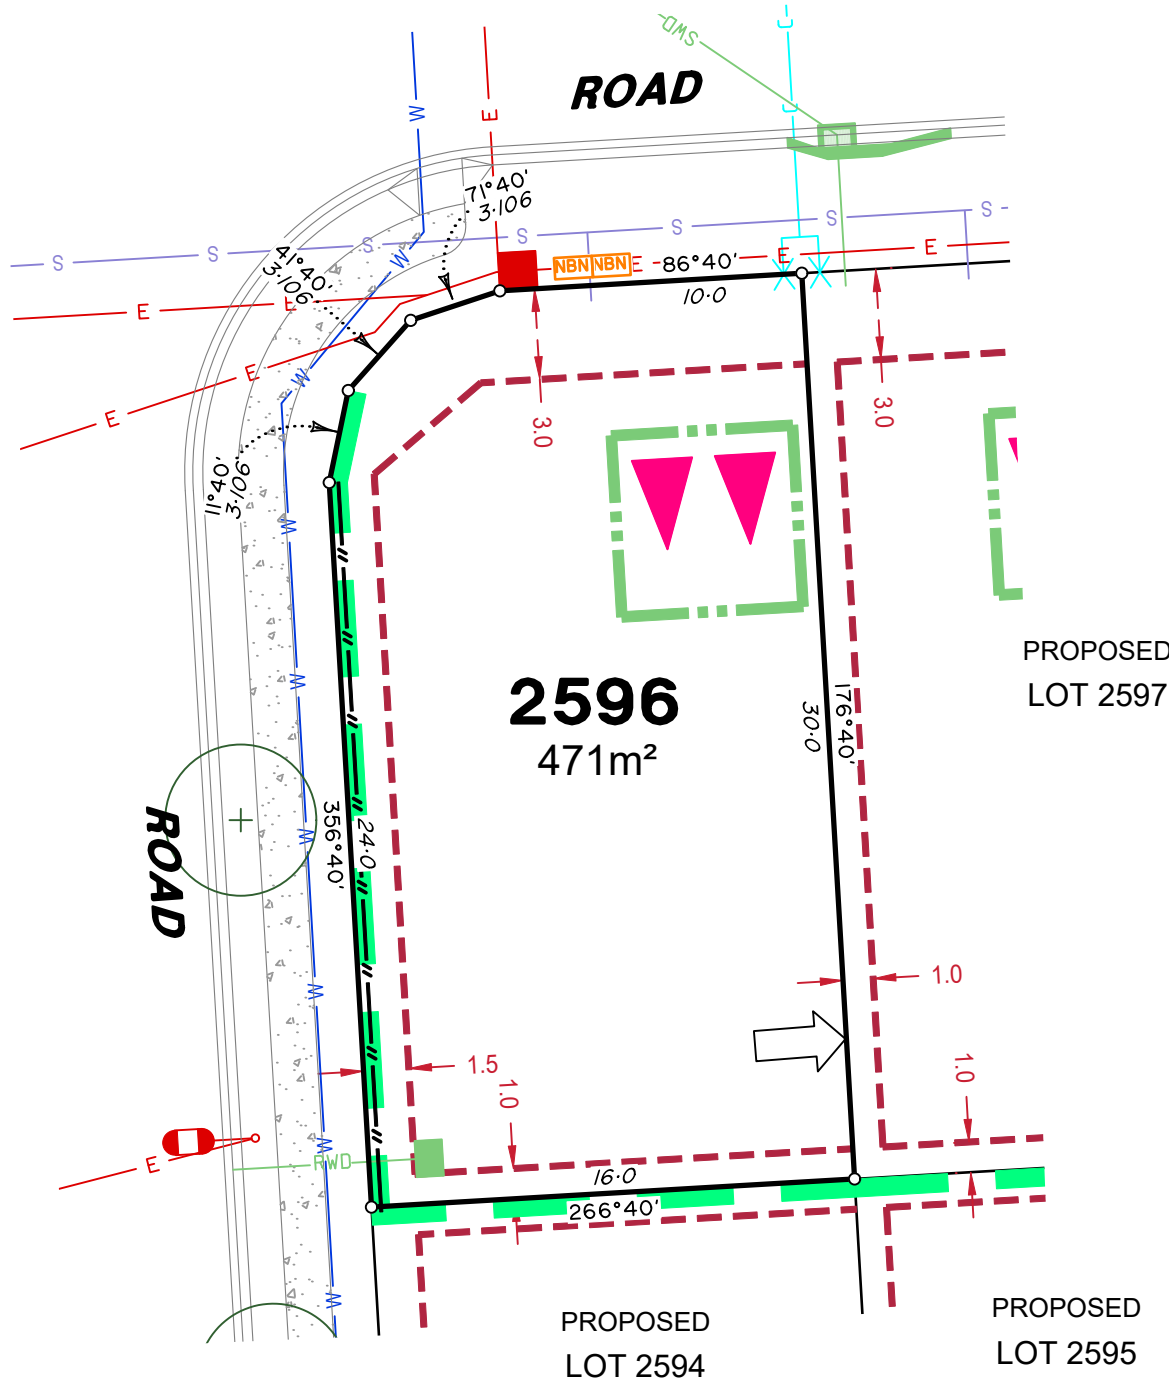 SWD
ROAD
W
E
J
J
71°40'
3·106
S
S
S
S
S
S
S
W
E
E
E
E
E
41°40'
3·106
NBN
NBN
86°40'
10·0
E
E
W
3.0
3.0
11°40'
3·106
W
PROPOSED
LOT 2597
W
2596
471m²
176°40'
30·0
ROAD
356°40'
24·0
W
W
1.0
1.5
1.0
1.0
E
RWD
W
16·0
266°40'
W
PROPOSED
LOT 2594
PROPOSED
LOT 2595